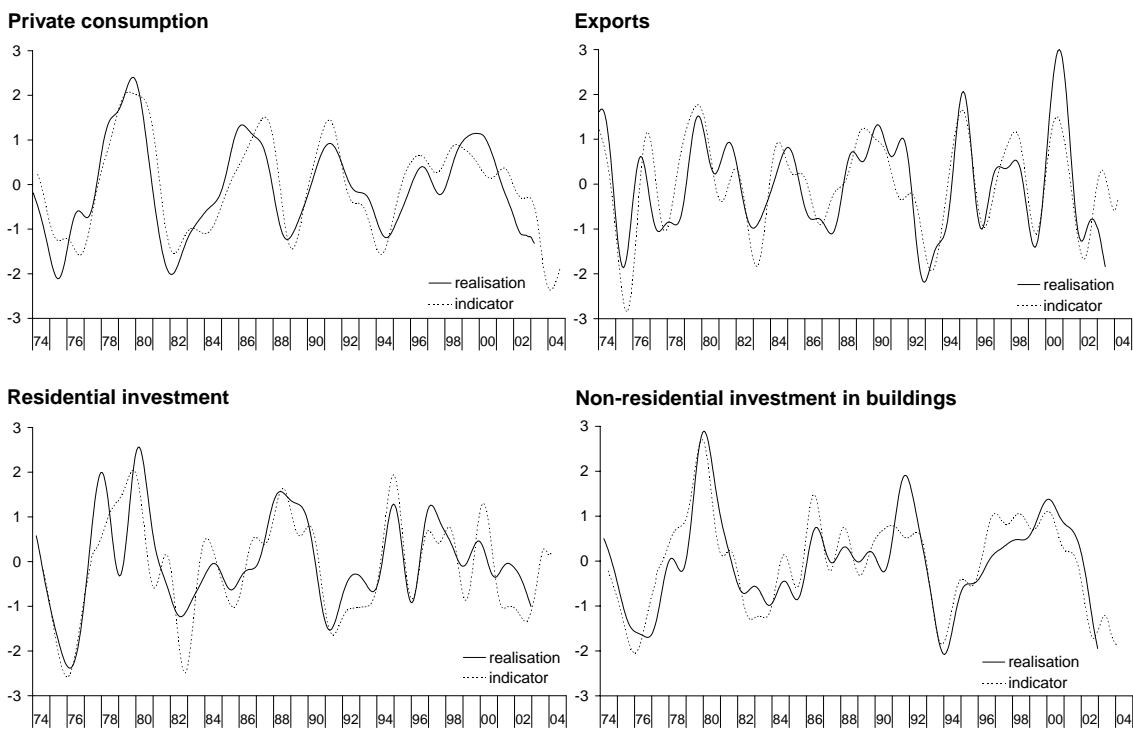 Private consumption
3
2
1
0
-1
-2
-3
realisation
indicator
74 76 78 80 82 84 86 88 90 92 94 96 98 00 02 04
Exports
3
2
1
0
-1
-2
-3
realisation
indicator
74 76 78 80 82 84 86 88 90 92 94 96 98 00 02 04
Residential investment
3
2
1
0
-1
-2
-3
realisation
indicator
74 76 78 80 82 84 86 88 90 92 94 96 98 00 02 04
Non-residential investment in buildings
3
2
1
0
-1
-2
-3
realisation
indicator
74 76 78 80 82 84 86 88 90 92 94 96 98 00 02 04